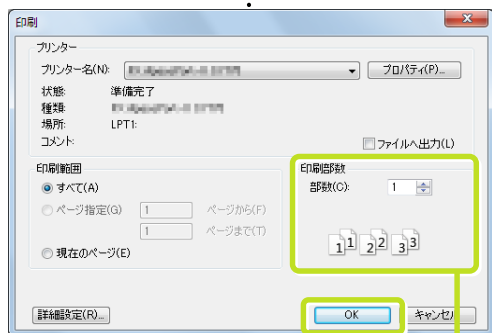 印刷
プリンター
プリンター名(N):
プロパティ(P)...
状態: 準備完了
種類:
場所: LPT1:
コメント:
ファイルへ出力(L)
印刷範囲
すべて(A)
ページ指定(G) 1 ページから(F)
1 ページまで(T)
現在のページ(E)
印刷部数
部数(C): 1
1 1 2 2 3 3
詳細設定(R)...
OK
キャンセル